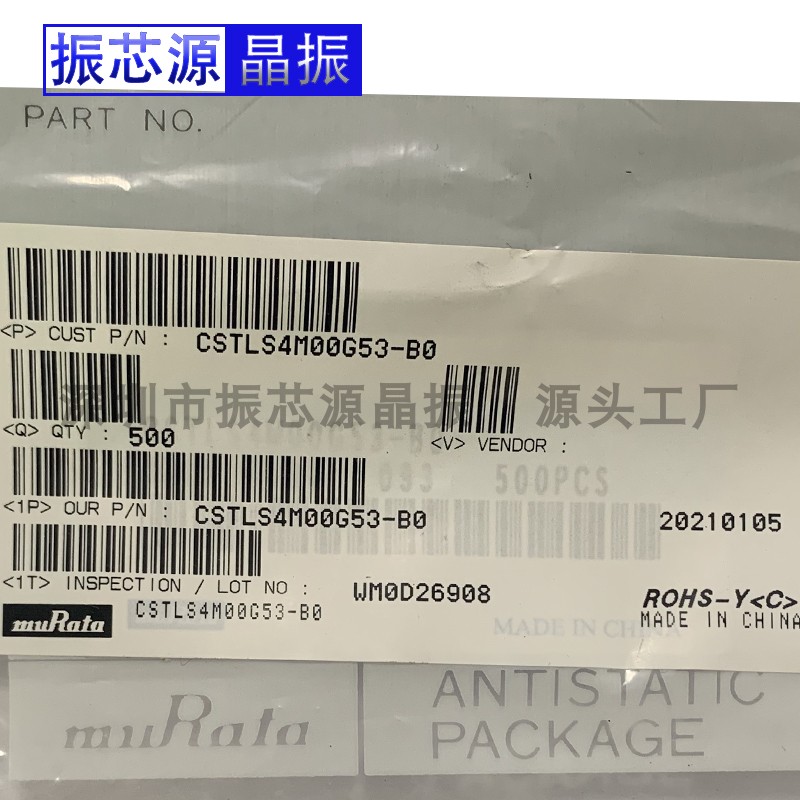 振芯源晶振
PART NO.
<P> CUST P/N : CSTLS4M00G53-B0
深圳市振芯源晶振 源头工厂
<Q> QTY : 500
<V> VENDOR :
093 500PCS
<1P> OUR P/N : CSTLS4M00G53-B0
20210105
<1T> INSPECTION / LOT NO : WM0D26908
ROHS-Y<C>
muRata
CSTLS4M00G53-B0
MADE IN CHINA
MADE IN CHINA
muRata
ANTISTATIC
PACKAGE